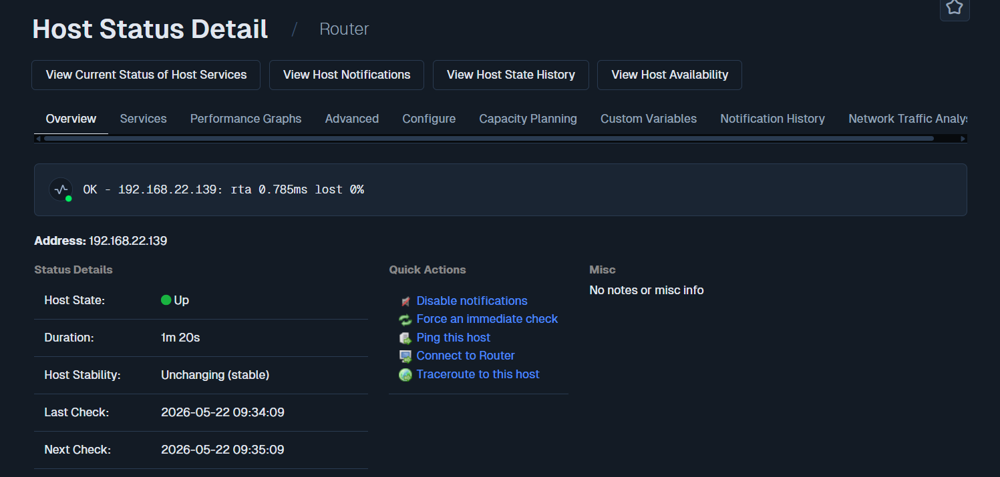 Host Status Detail / Router
View Current Status of Host Services View Host Notifications View Host State History View Host Availability
Overview Services Performance Graphs Advanced Configure Capacity Planning Custom Variables Notification History Network Traffic Analys
OK - 192.168.22.139: rta 0.785ms lost 0%
Address: 192.168.22.139
Status Details
Host State: Up
Duration: 1m 20s
Host Stability: Unchanging (stable)
Last Check: 2026-05-22 09:34:09
Next Check: 2026-05-22 09:35:09
Quick Actions
Disable notifications
Force an immediate check
Ping this host
Connect to Router
Traceroute to this host
Misc
No notes or misc info